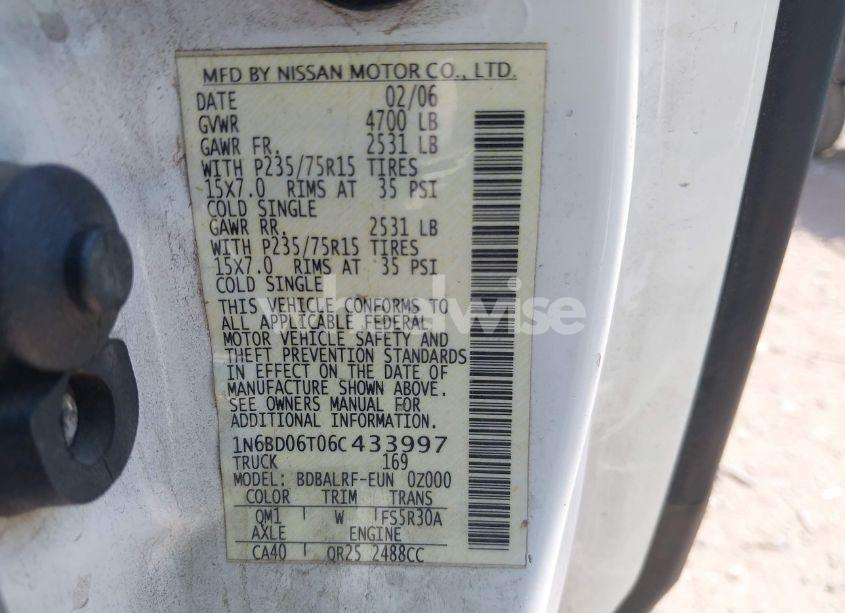 MFD BY NISSAN MOTOR CO., LTD.
DATE 02/06
GVWR 4700 LB
GAWR FR. 2531 LB
WITH P235/75R15 TIRES
15X7.0 RIMS AT 35 PSI
COLD SINGLE
GAWR RR. 2531 LB
WITH P235/75R15 TIRES
15X7.0 RIMS AT 35 PSI
COLD SINGLE
THIS VEHICLE CONFORMS TO
ALL APPLICABLE FEDERAL
MOTOR VEHICLE SAFETY AND
THEFT PREVENTION STANDARDS
IN EFFECT ON THE DATE OF
MANUFACTURE SHOWN ABOVE.
SEE OWNERS MANUAL FOR
ADDITIONAL INFORMATION.
1N6BD06T06C433997
TRUCK 169
MODEL: BDBALRF-EUN 0Z000
COLOR TRIM TRANS
QM1 W FS5R30A
AXLE ENGINE
CA40 QR25 2488CC
wheelwise